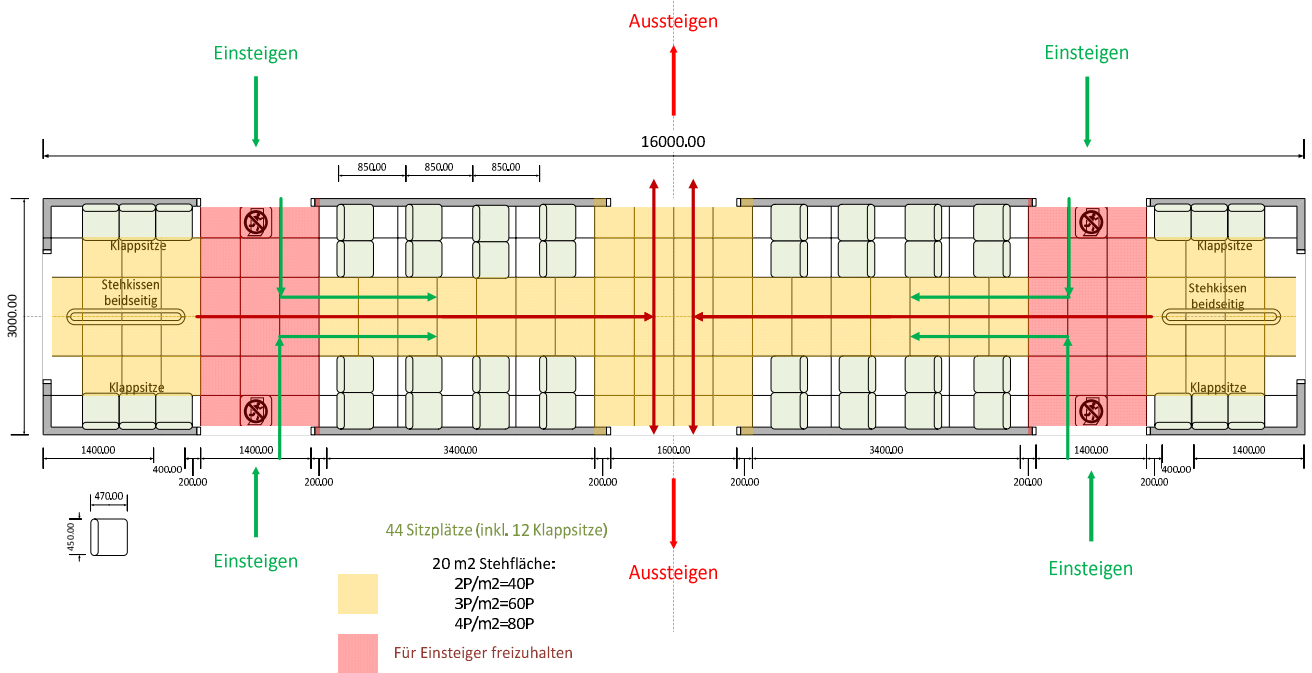 Aussteigen
Einsteigen
Einsteigen
16000.00
850.00
850.00
850.00
Klappsitze
Klappsitze
Stehkissen
beidseitig
Stehkissen
beidseitig
3000.00
Klappsitze
Klappsitze
1400.00
400.00
200.00
1400.00
200.00
3400.00
200.00
1600.00
200.00
3400.00
200.00
1400.00
200.00
400.00
1400.00
470.00
450.00
Einsteigen
44 Sitzplätze (inkl. 12 Klappsitze)
Aussteigen
Einsteigen
20 m2 Stehfläche:
2P/m2=40P
3P/m2=60P
4P/m2=80P
Für Einsteiger freizuhalten